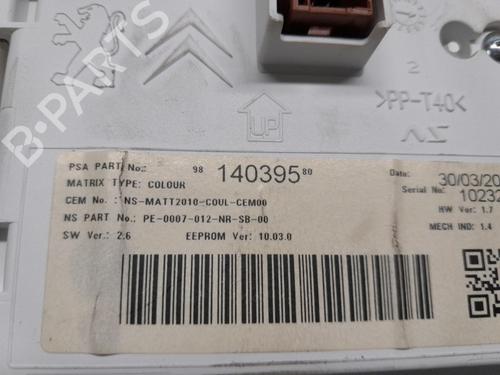 B-PARTS
2
>PP-T40<
UP
PSA PART No.: 98 140395 80
MATRIX TYPE: COLOUR
CEM No.: NS-MATT2010-COUL-CEM00
NS PART No.: PE-0007-012-NR-SB-00
SW Ver.: 2.6 EEPROM Ver: 10.03.0
Date: 30/03/20
Serial No.: 10232
HW Ver.: 1.7
MECH IND: 1.4